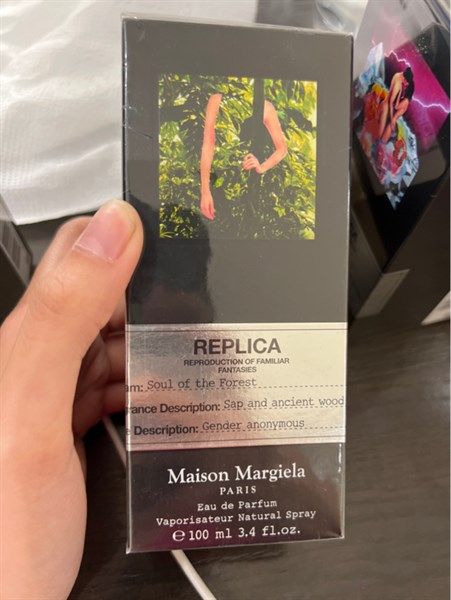 REPLICA
REPRODUCTION OF FAMILIAR
FANTASIES
am: Soul of the Forest
rance Description: Sap and ancient wood
e Description: Gender anonymous
Maison Margiela
PARIS
Eau de Parfum
Vaporisateur Natural Spray
℮ 100 ml 3.4 fl.oz.